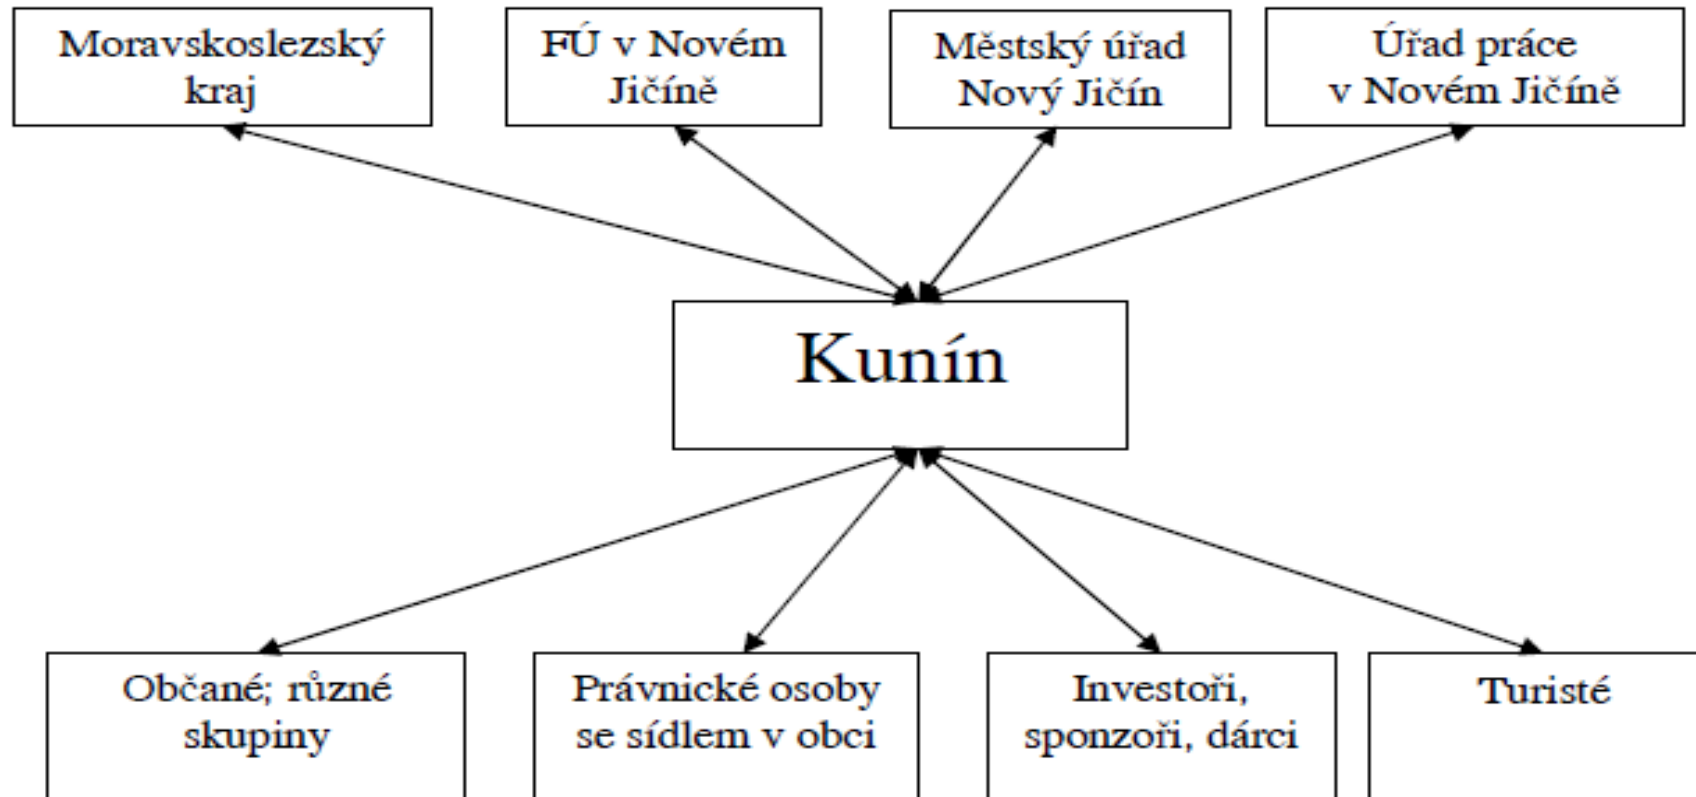 Moravskoslezský
kraj
FÚ v Novém
Jičíně
Městský úřad
Nový Jičín
Úřad práce
v Novém Jičíně
Kunín
Občané; různé
skupiny
Právnické osoby
se sídlem v obci
Investoři,
sponzoři, dárci
Turisté